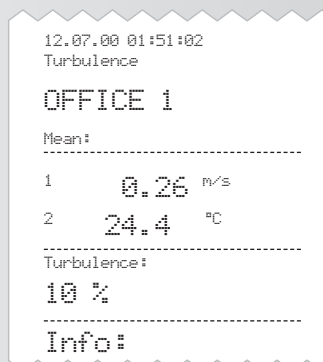 12.07.00 01:51:02
Turbulence
OFFICE 1
Mean:
1 0.26 m/s
2 24.4 °C
Turbulence:
10 %
Info: